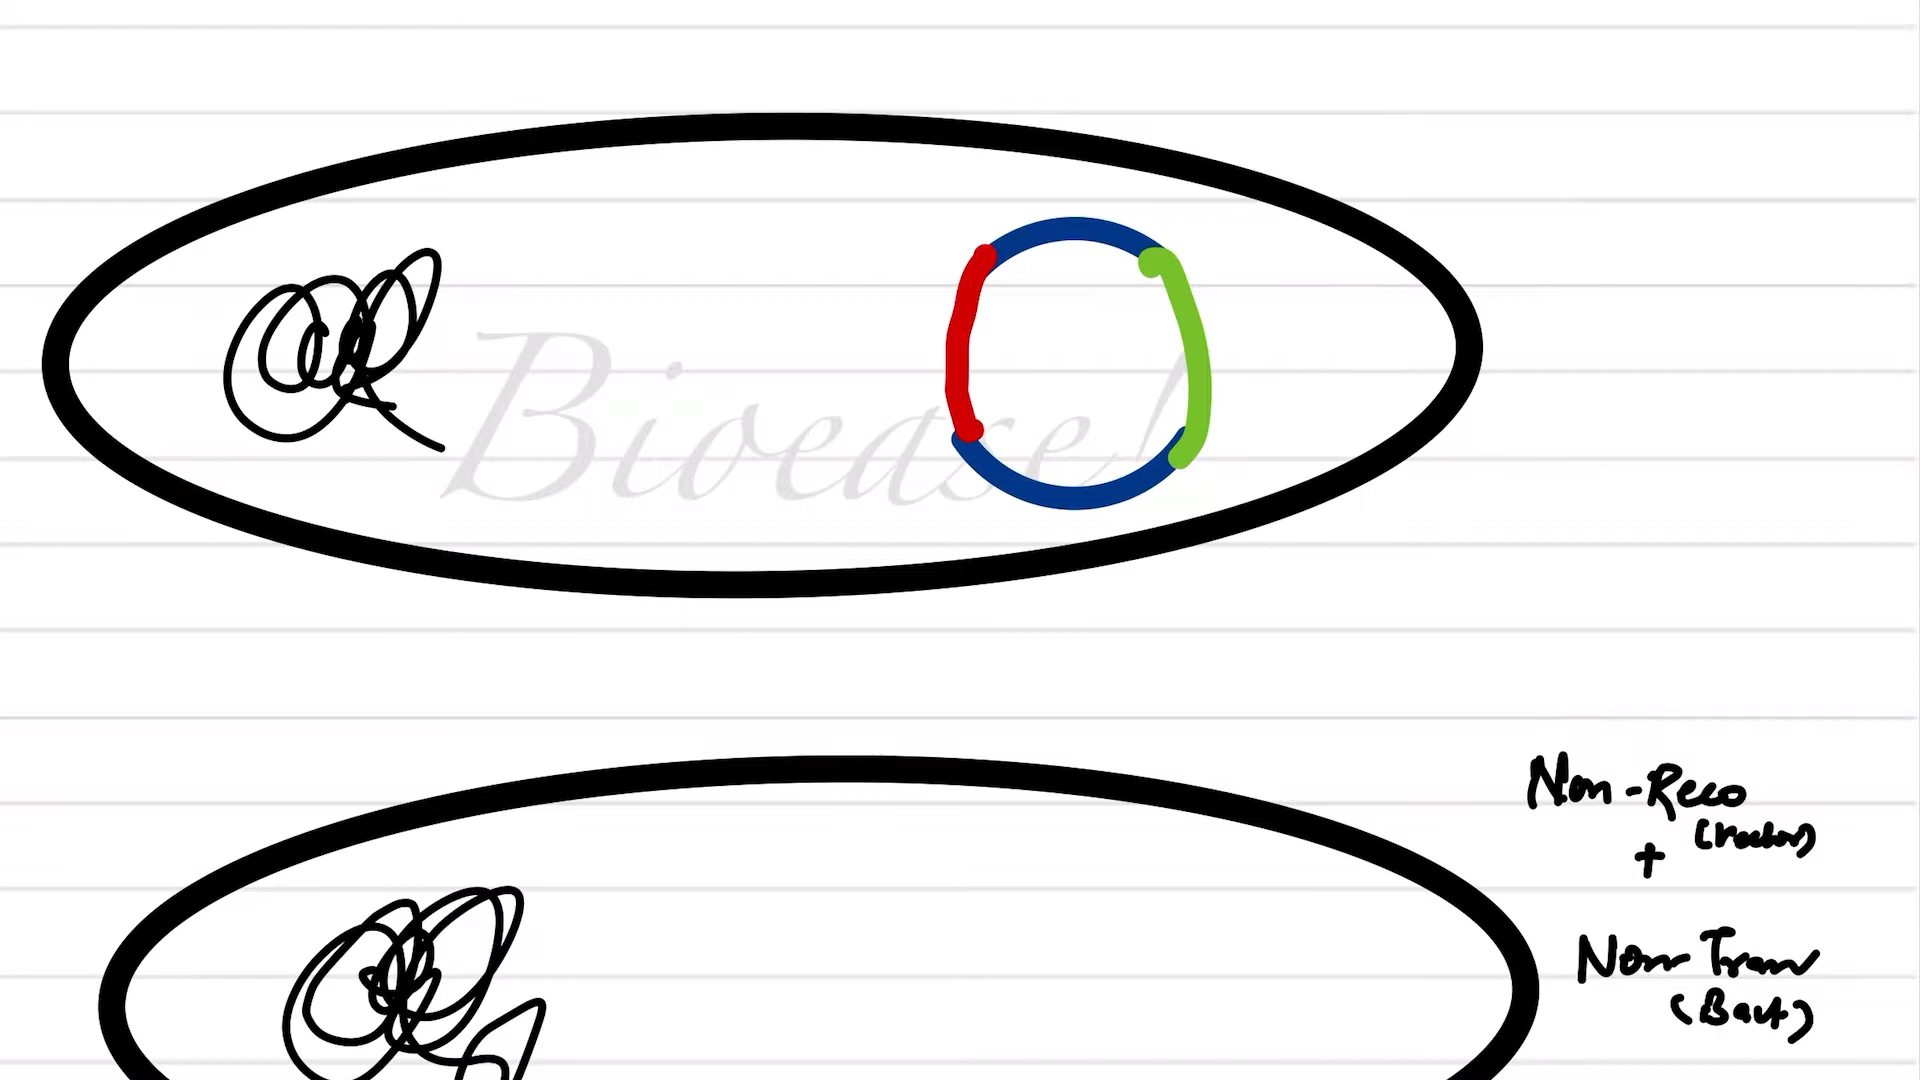 Bioease!
Non-Reco
(Vector)
+
Non-Tran
(Bact)